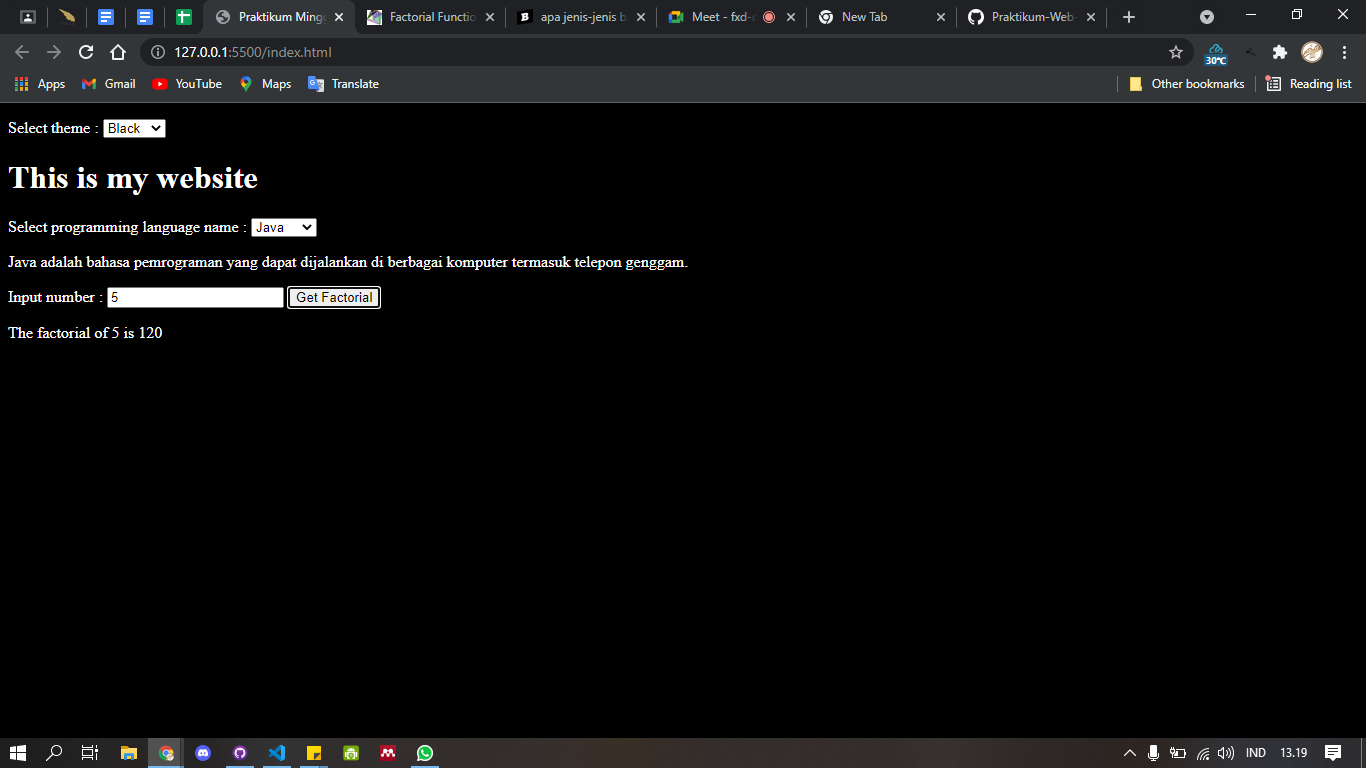 Praktikum Mingg
Factorial Functio
apa jenis-jenis b
Meet - fxd-
New Tab
Praktikum-Web-
127.0.0.1:5500/index.html
30°C
Apps
Gmail
YouTube
Maps
Translate
Other bookmarks
Reading list
Select theme : Black
This is my website
Select programming language name : Java
Java adalah bahasa pemrograman yang dapat dijalankan di berbagai komputer termasuk telepon genggam.
Input number : 5 Get Factorial
The factorial of 5 is 120
IND
13.19